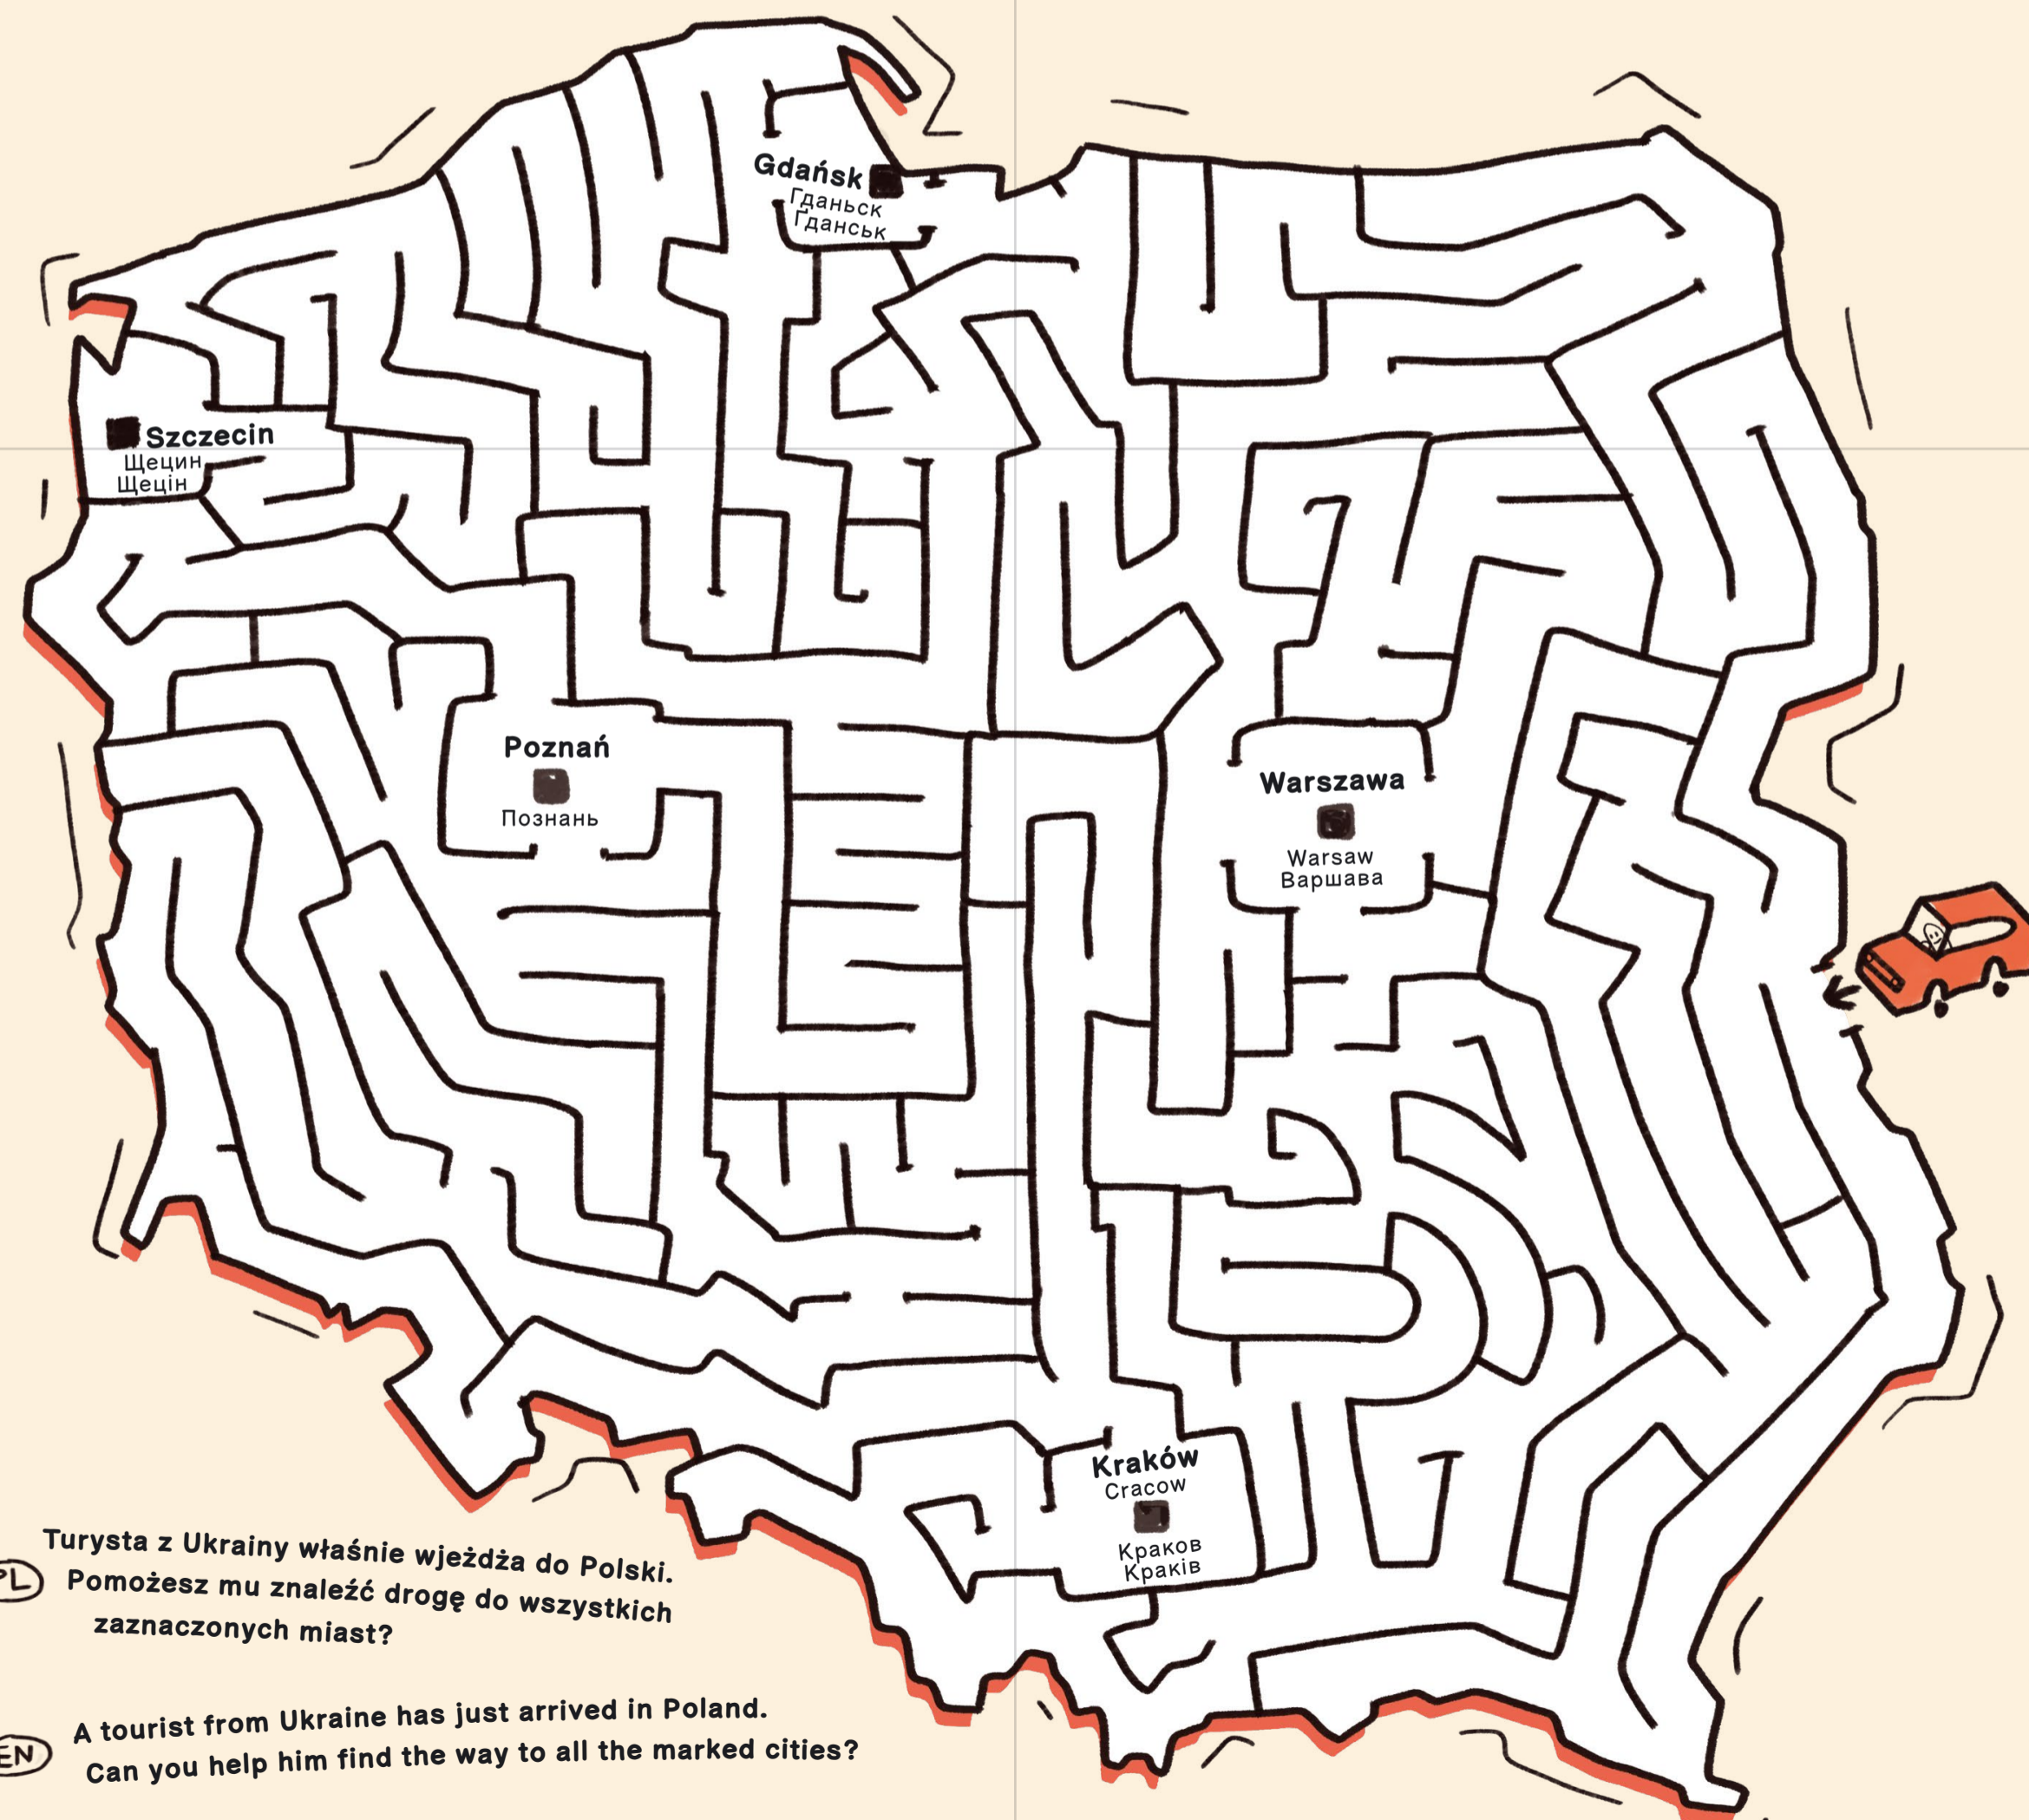 Gdańsk
Гданьск
Ґданськ
Szczecin
Щецин
Щецін
Poznań
Познань
Warszawa
Warsaw
Варшава
Kraków
Cracow
Краков
Краків
PL
Turysta z Ukrainy właśnie wjeżdża do Polski.
Pomożesz mu znaleźć drogę do wszystkich
zaznaczonych miast?
EN
A tourist from Ukraine has just arrived in Poland.
Can you help him find the way to all the marked cities?